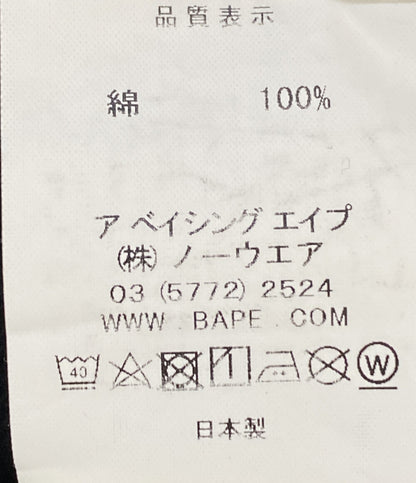 品質表示
綿 100%
ア ベイシング エイプ
(株) ノーウエア
03 (5772) 2524
WWW . BAPE . COM
40 W
日本製